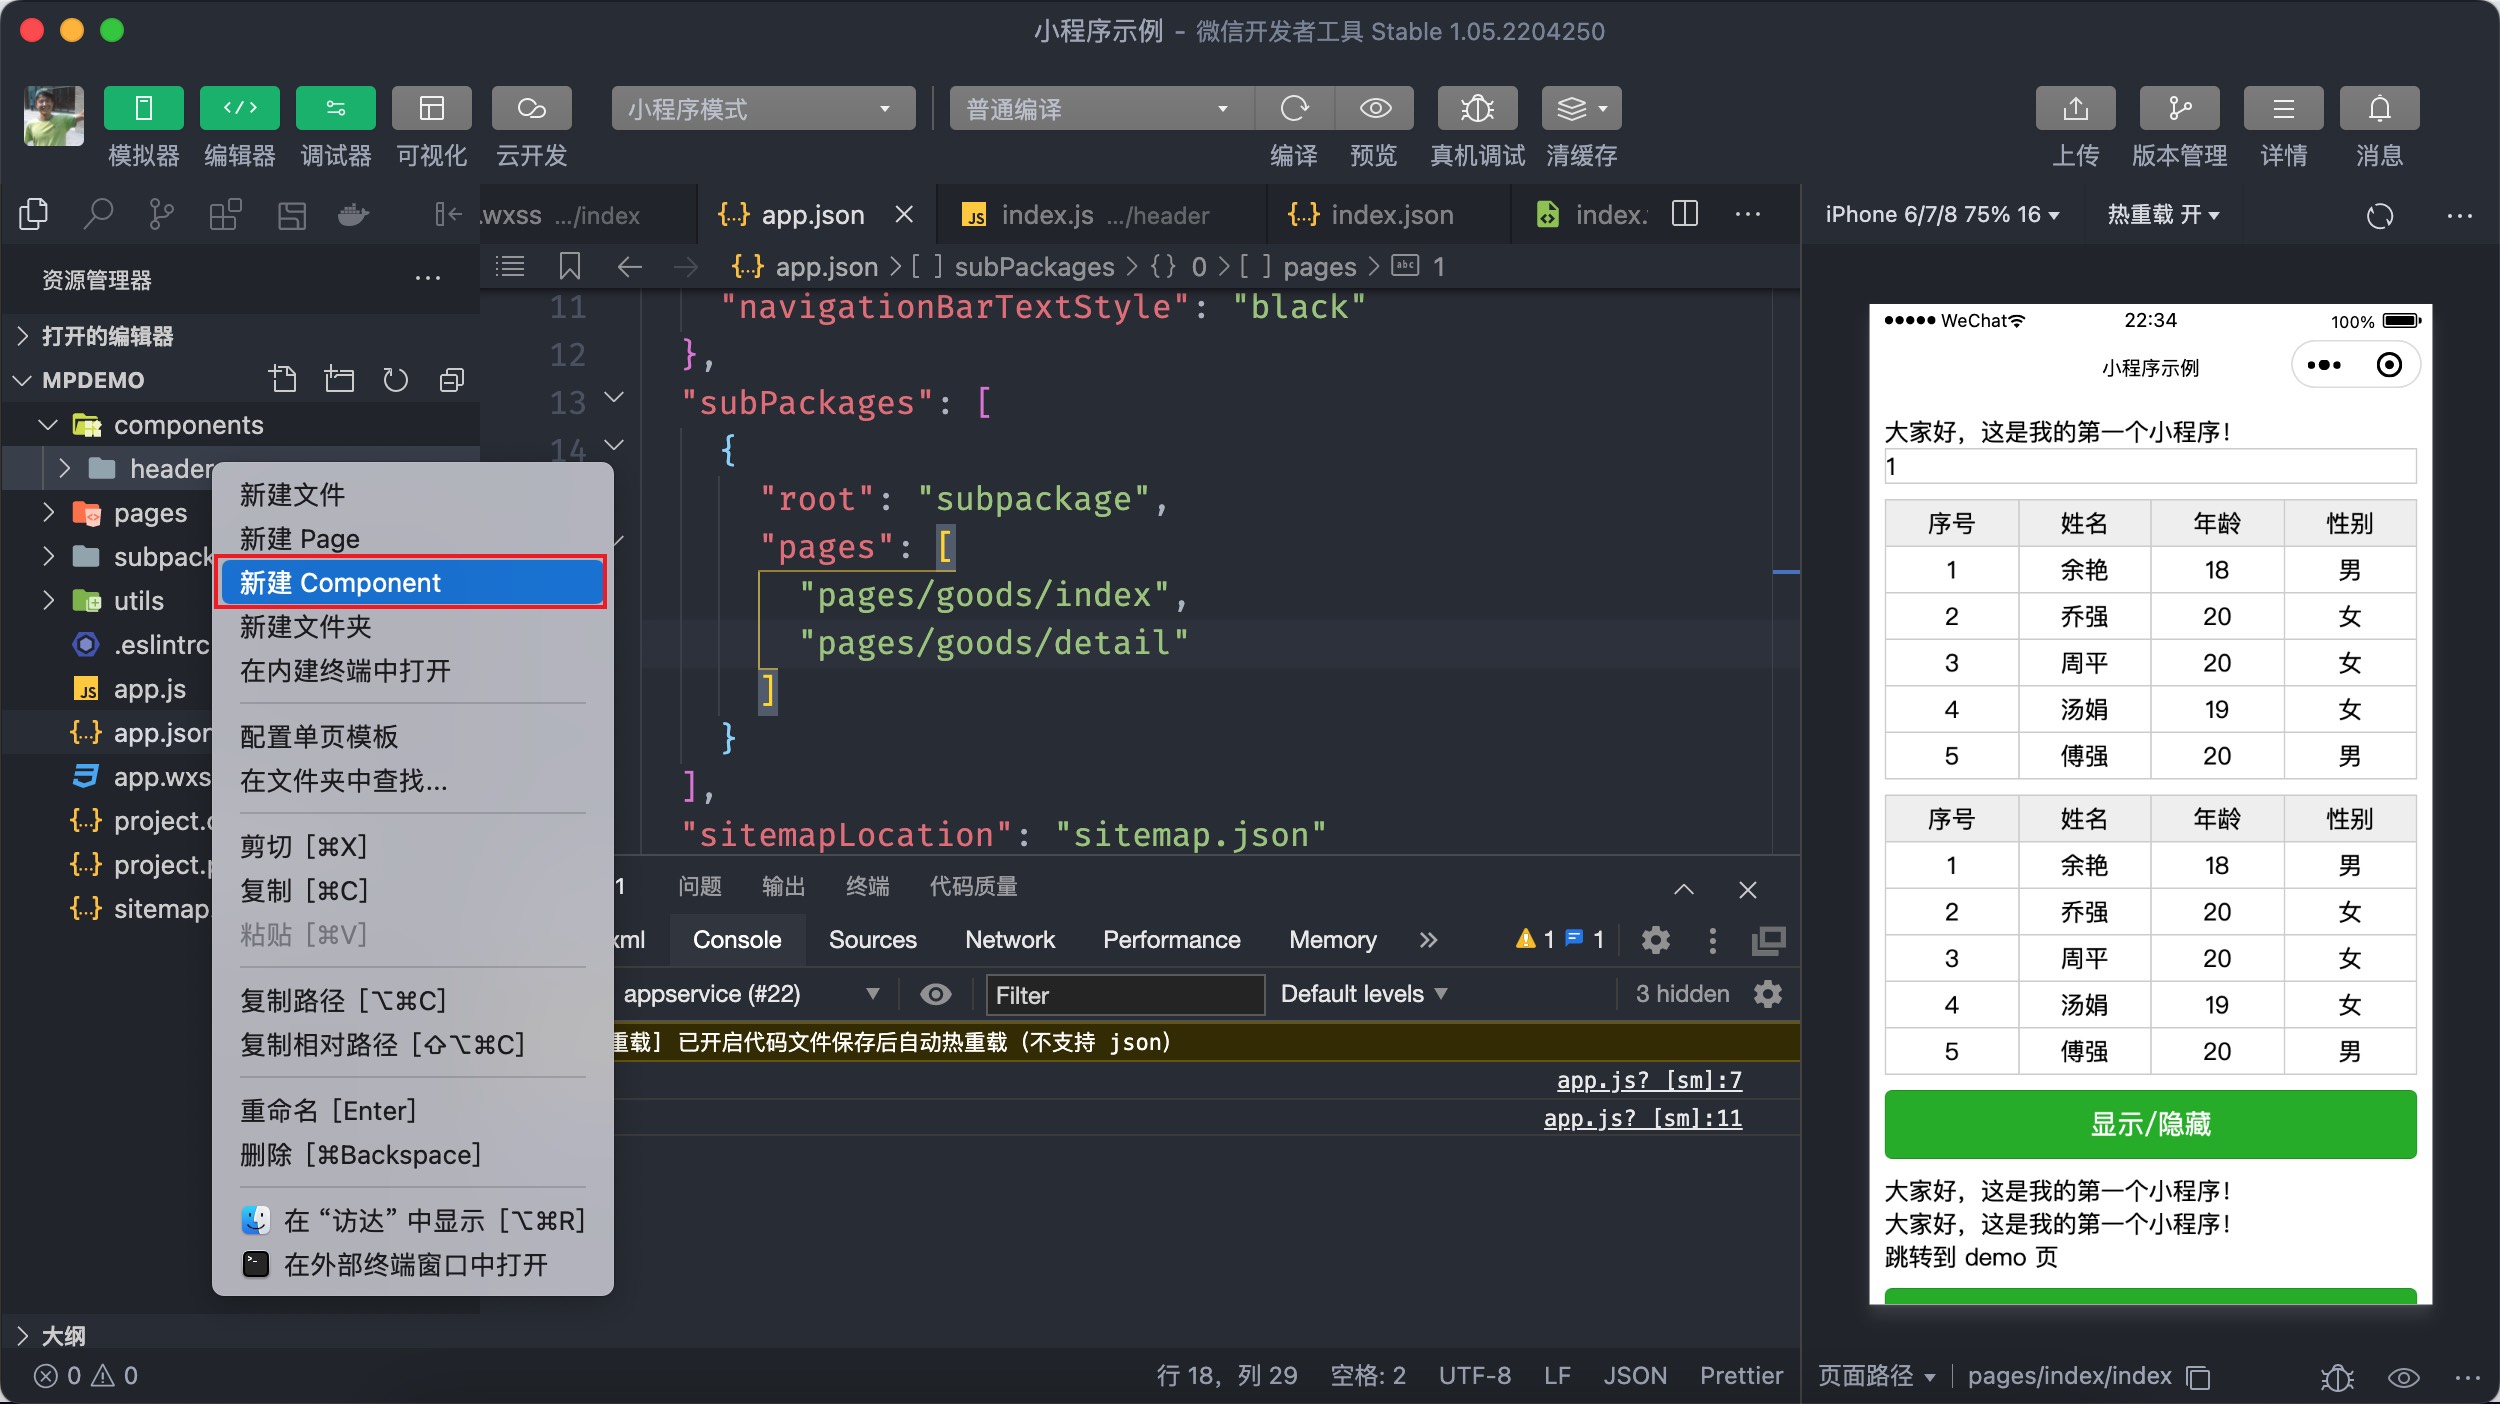 小程序示例 - 微信开发者工具 Stable 1.05.2204250
模拟器 编辑器 调试器 可视化 云开发
小程序模式 普通编译
编译 预览 真机调试 清缓存
上传 版本管理 详情 消息
.wxss .../index {..} app.json JS index.js .../header {..} index.json index.
iPhone 6/7/8 75% 16 热重载 开
资源管理器
app.json > [ ] subPackages > {} 0 > [ ] pages > abc 1
打开的编辑器
MPDEMO
components
header
pages
subpack
utils
.eslintrc
JS app.js
{..} app.json
app.wxs
{..} project.c
{..} project.p
{..} sitemap.
新建文件
新建 Page
新建 Component
新建文件夹
在内建终端中打开
配置单页模板
在文件夹中查找...
剪切 [⌘X]
复制 [⌘C]
粘贴 [⌘V]
复制路径 [⌥⌘C]
复制相对路径 [⇧⌥⌘C]
重命名 [Enter]
删除 [⌘Backspace]
在 “访达” 中显示 [⌥⌘R]
在外部终端窗口中打开
11 "navigationBarTextStyle": "black"
12 },
13 "subPackages": [
14 {
"root": "subpackage",
"pages": [
"pages/goods/index",
"pages/goods/detail"
]
}
],
"sitemapLocation": "sitemap.json"
1 问题 输出 终端 代码质量
xml Console Sources Network Performance Memory » 1 1
appservice (#22) Filter Default levels 3 hidden
重载] 已开启代码文件保存后自动热重载（不支持 json）
app.js? [sm]:7
app.js? [sm]:11
●●●●● WeChat 22:34 100%
小程序示例
大家好，这是我的第一个小程序！
1
序号 姓名 年龄 性别
1 余艳 18 男
2 乔强 20 女
3 周平 20 女
4 汤娟 19 女
5 傅强 20 男
序号 姓名 年龄 性别
1 余艳 18 男
2 乔强 20 女
3 周平 20 女
4 汤娟 19 女
5 傅强 20 男
显示/隐藏
大家好，这是我的第一个小程序！
大家好，这是我的第一个小程序！
跳转到 demo 页
大纲
0 0
行 18，列 29 空格: 2 UTF-8 LF JSON Prettier
页面路径 pages/index/index